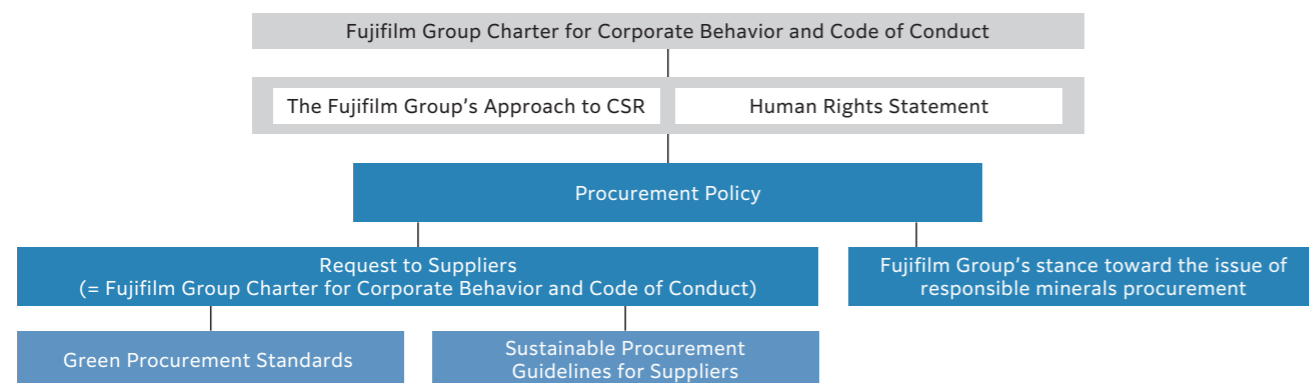 Fujifilm Group Charter for Corporate Behavior and Code of Conduct
The Fujifilm Group's Approach to CSR
Human Rights Statement
Procurement Policy
Request to Suppliers
(= Fujifilm Group Charter for Corporate Behavior and Code of Conduct)
Fujifilm Group's stance toward the issue of
responsible minerals procurement
Green Procurement Standards
Sustainable Procurement
Guidelines for Suppliers